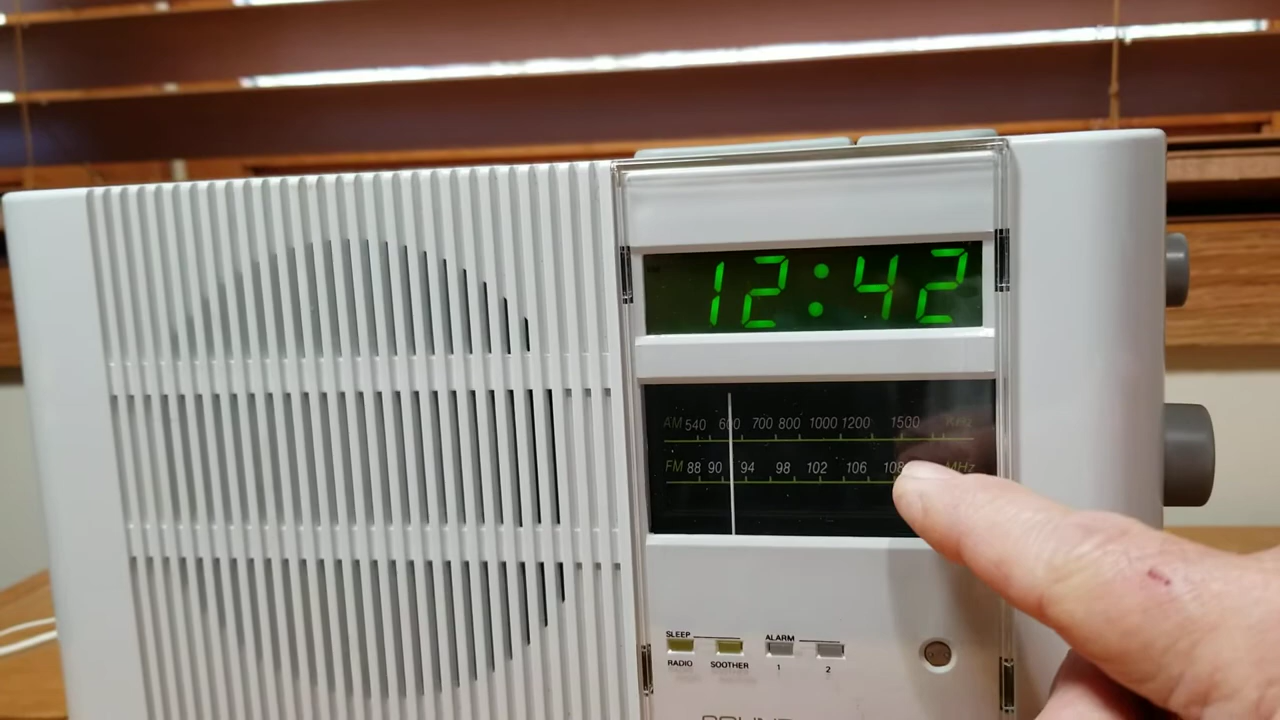 12:42
AM 540 600 700 800 1000 1200 1500 KHz
FM 88 90 94 98 102 106 108 MHz
SLEEP ALARM
RADIO SOOTHER 1 2